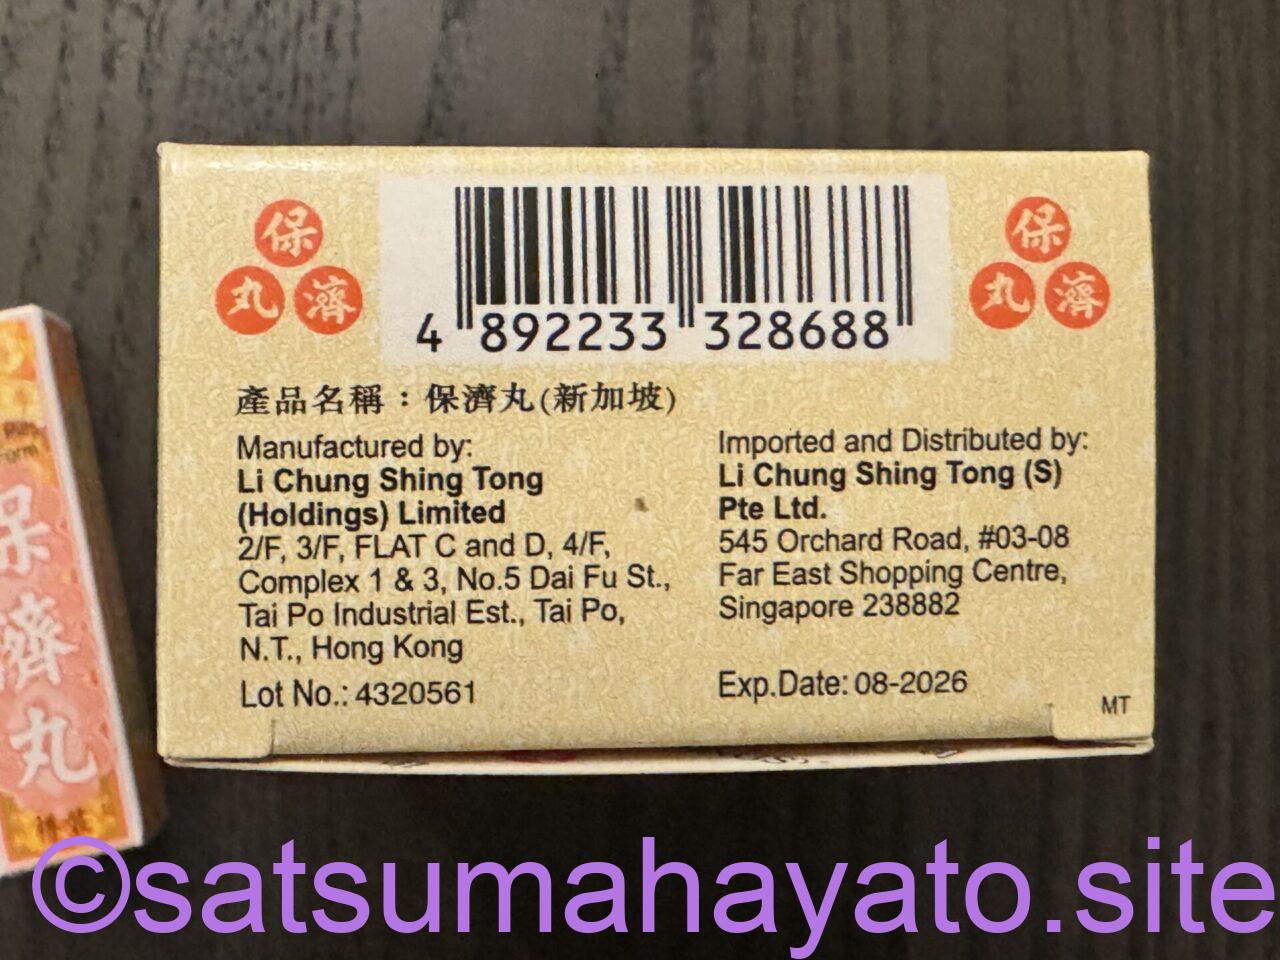 保
丸 濟
保
丸 濟
4 892233 328688
產品名稱：保濟丸(新加坡)
Manufactured by:
Li Chung Shing Tong
(Holdings) Limited
2/F, 3/F, FLAT C and D, 4/F,
Complex 1 & 3, No.5 Dai Fu St.,
Tai Po Industrial Est., Tai Po,
N.T., Hong Kong
Lot No.: 4320561
Imported and Distributed by:
Li Chung Shing Tong (S)
Pte Ltd.
545 Orchard Road, #03-08
Far East Shopping Centre,
Singapore 238882
Exp.Date: 08-2026
MT
保濟丸
©satsumahayato.site